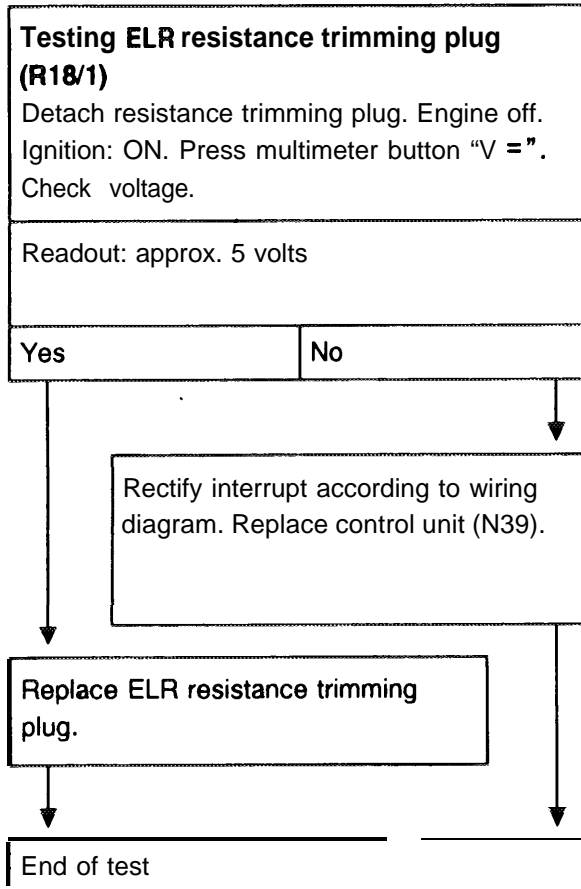 Testing ELR resistance trimming plug
(R18/1)
Detach resistance trimming plug. Engine off.
Ignition: ON. Press multimeter button “V =”.
Check voltage.
Readout: approx. 5 volts
Yes
No
Rectify interrupt according to wiring
diagram. Replace control unit (N39).
Replace ELR resistance trimming
plug.
End of test